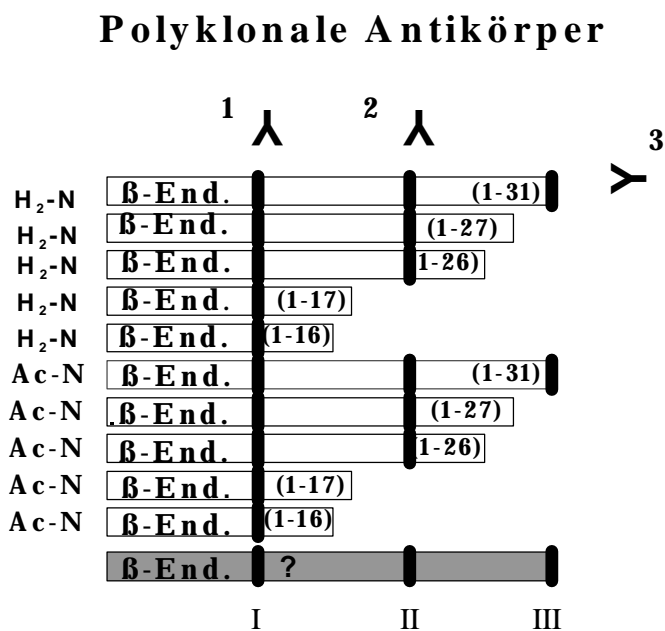 Polyklonale Antikörper
1 2 3
H₂-N ß-End. (1-31)
H₂-N ß-End. (1-27)
H₂-N ß-End. (1-26)
H₂-N ß-End. (1-17)
H₂-N ß-End. (1-16)
Ac-N ß-End. (1-31)
Ac-N .ß-End. (1-27)
Ac-N ß-End. (1-26)
Ac-N ß-End. (1-17)
Ac-N ß-End. (1-16)
ß-End. ?
I II III